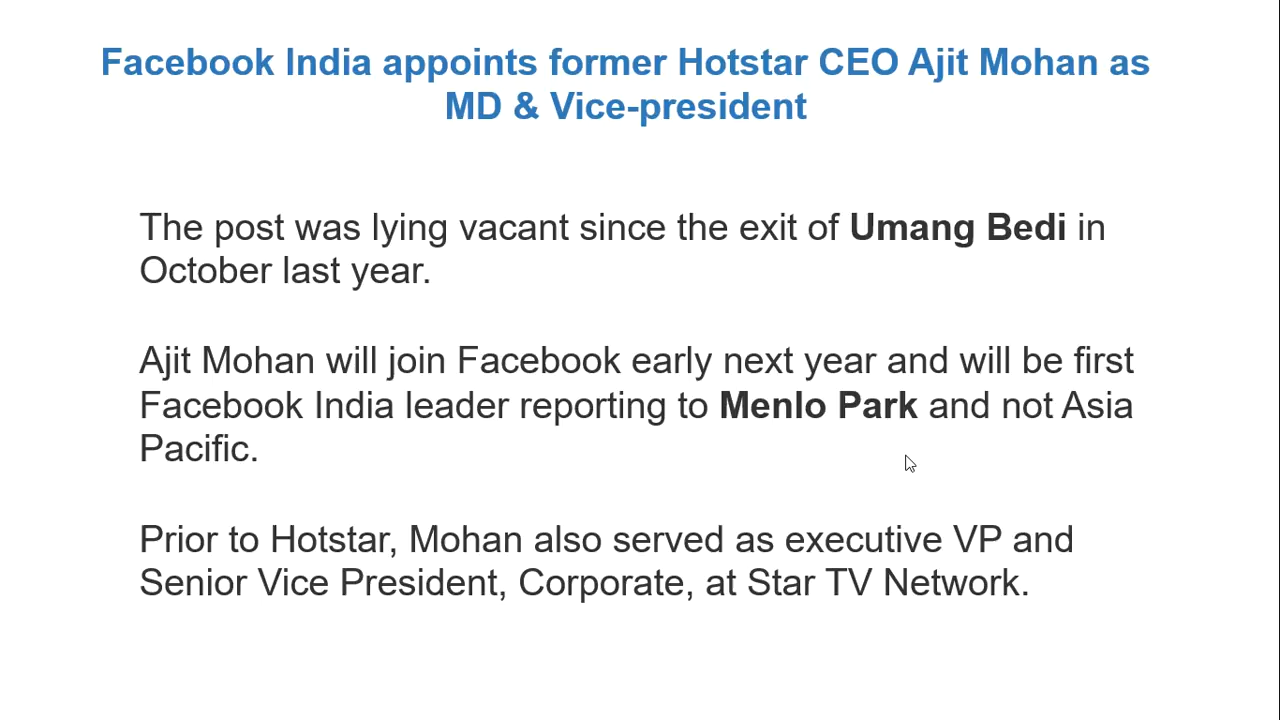 Facebook India appoints former Hotstar CEO Ajit Mohan as
MD & Vice-president
The post was lying vacant since the exit of Umang Bedi in
October last year.
Ajit Mohan will join Facebook early next year and will be first
Facebook India leader reporting to Menlo Park and not Asia
Pacific.
Prior to Hotstar, Mohan also served as executive VP and
Senior Vice President, Corporate, at Star TV Network.